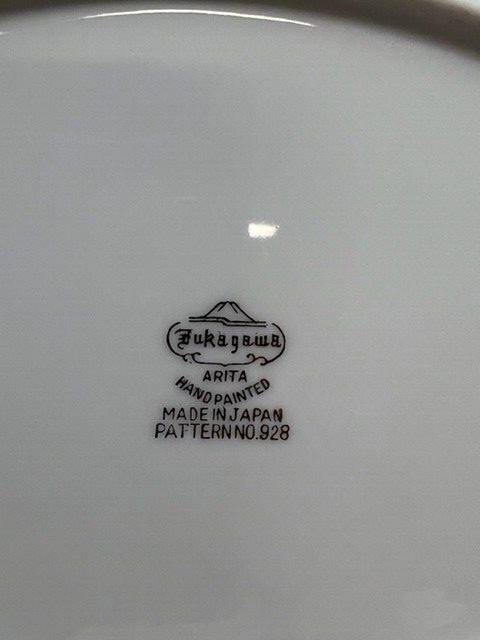 Fukagawa
ARITA
HAND PAINTED
MADE IN JAPAN
PATTERN NO. 928